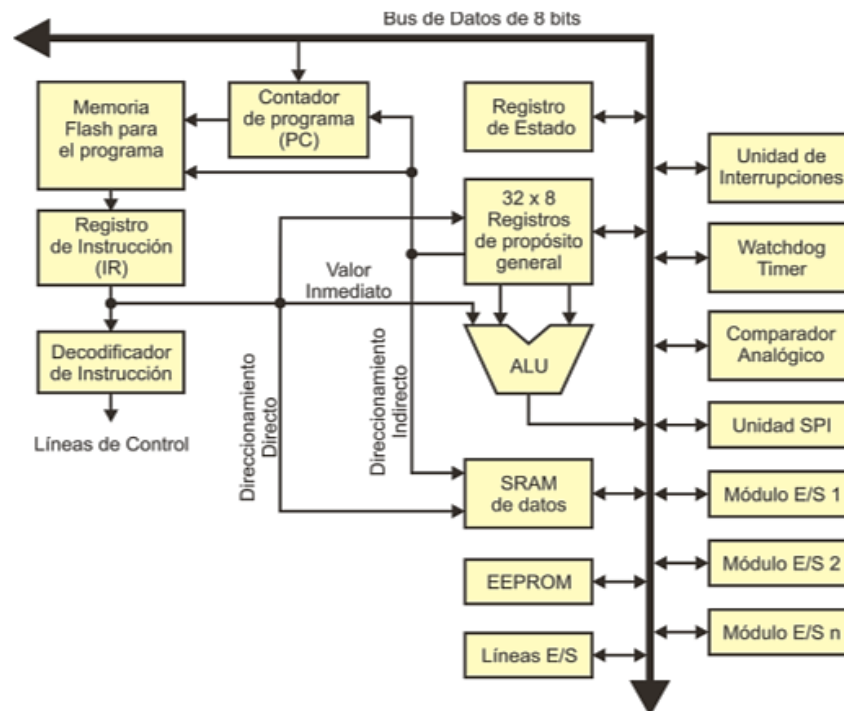 Bus de Datos de 8 bits
Memoria
Flash para
el programa
Contador
de programa
(PC)
Registro
de Estado
Unidad de
Interrupciones
Registro
de Instrucción
(IR)
32 x 8
Registros
de propósito
general
Watchdog
Timer
Valor
Inmediato
Decodificador
de Instrucción
ALU
Comparador
Analógico
Líneas de Control
Direccionamiento
Directo
Direccionamiento
Indirecto
Unidad SPI
SRAM
de datos
Módulo E/S 1
EEPROM
Módulo E/S 2
Líneas E/S
Módulo E/S n